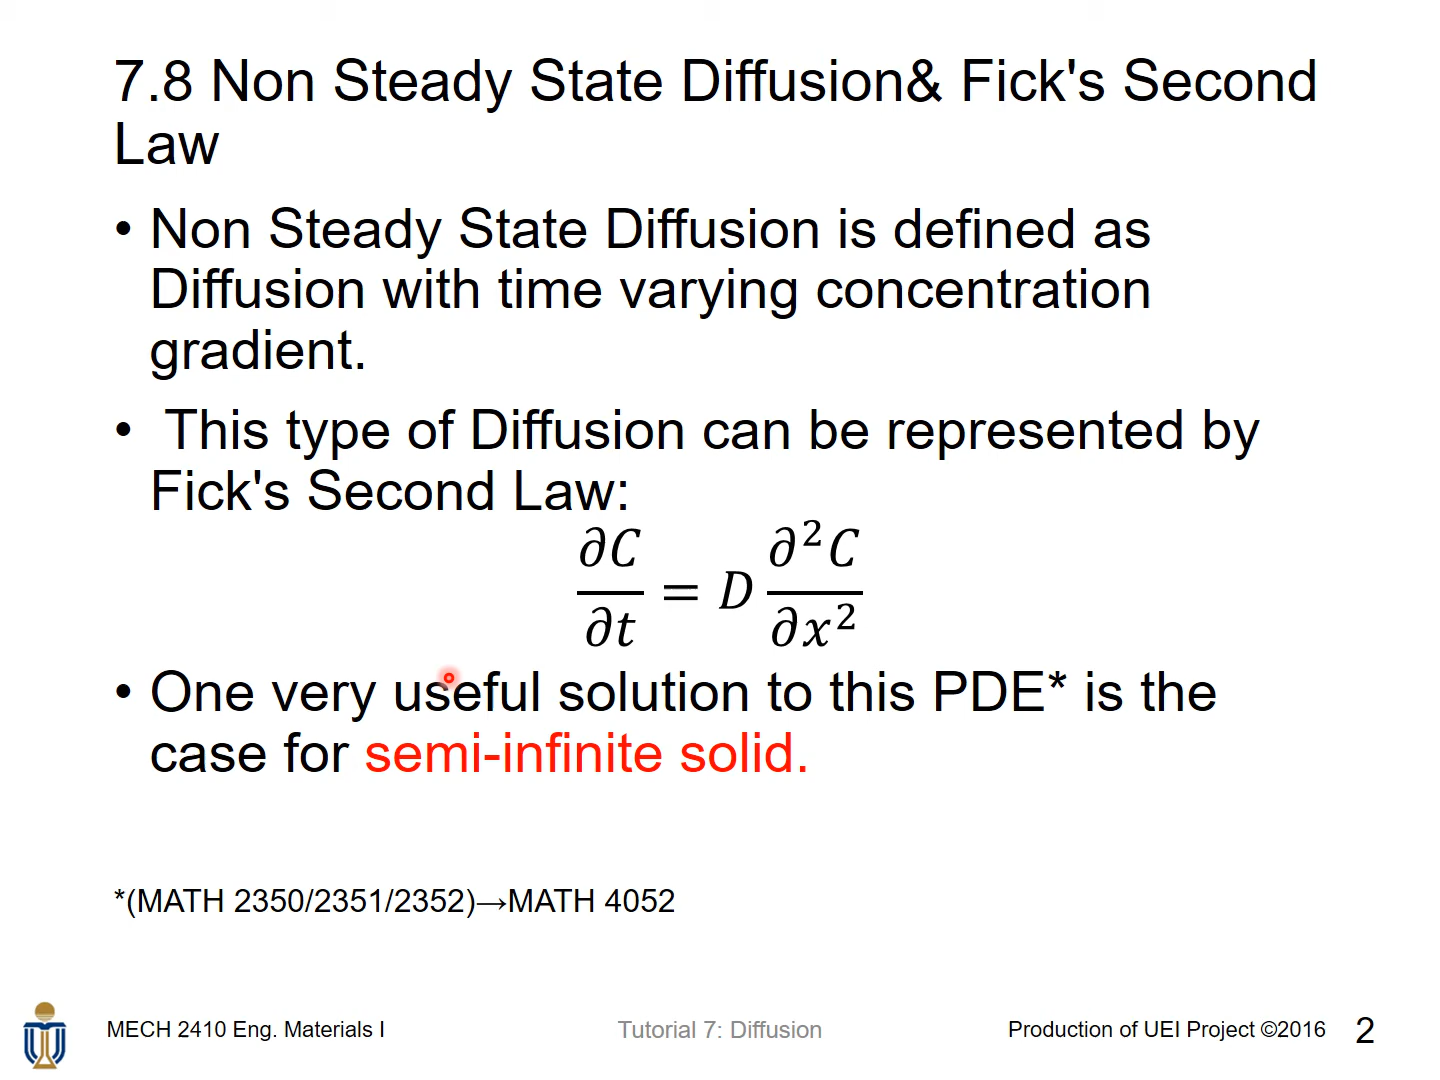 7.8 Non Steady State Diffusion& Fick's Second
Law
• Non Steady State Diffusion is defined as
Diffusion with time varying concentration
gradient.
• This type of Diffusion can be represented by
Fick's Second Law:
∂C/∂t = D ∂²C/∂x²
• One very useful solution to this PDE* is the
case for semi-infinite solid.
*(MATH 2350/2351/2352)→MATH 4052
MECH 2410 Eng. Materials I
Tutorial 7: Diffusion
Production of UEI Project ©2016
2